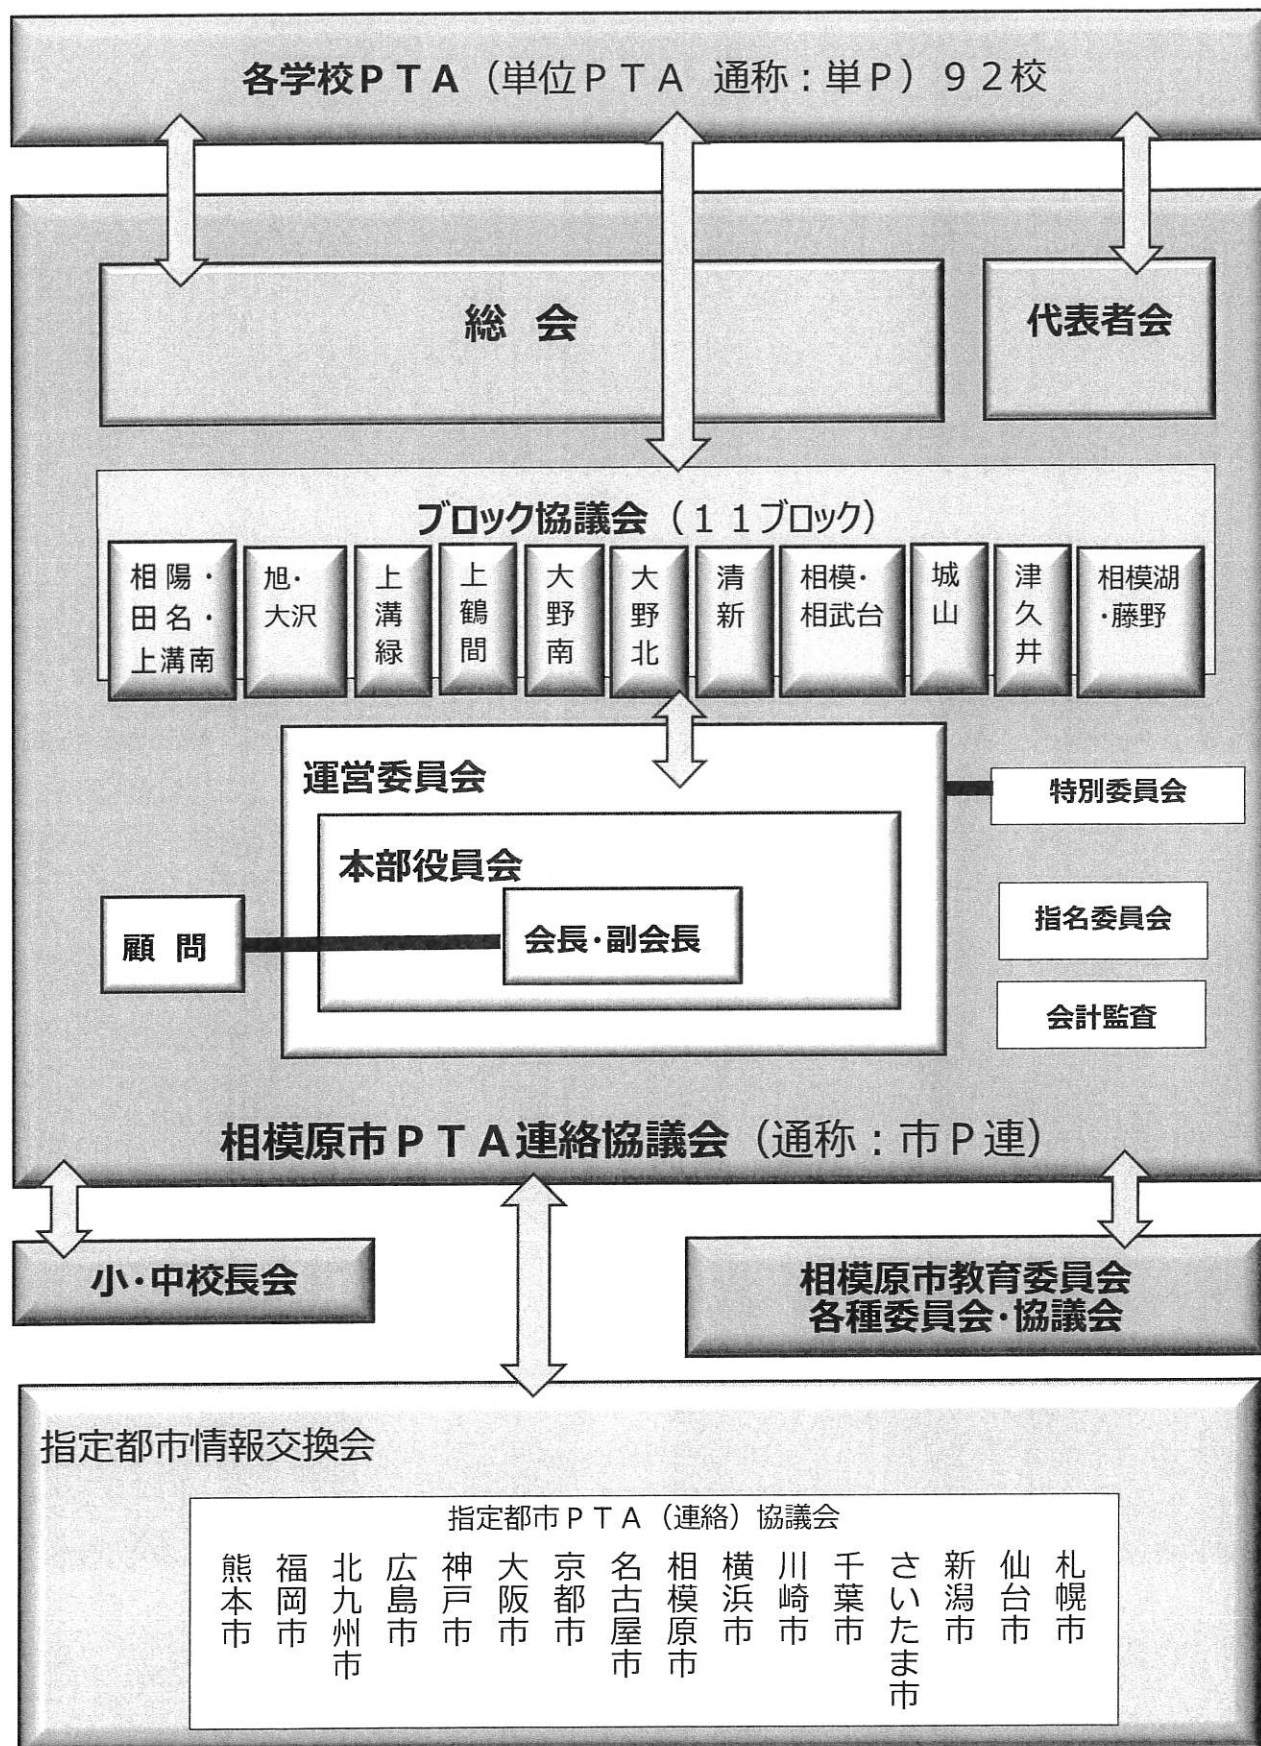 各学校ＰＴＡ（単位ＰＴＡ 通称：単Ｐ）９２校
総 会
代表者会
ブロック協議会（１１ブロック）
相陽・
田名・
上溝南
旭・
大沢
上溝緑
上鶴間
大野南
大野北
清新
相模・
相武台
城山
津久井
相模湖
・藤野
運営委員会
特別委員会
本部役員会
指名委員会
顧 問
会長・副会長
会計監査
相模原市ＰＴＡ連絡協議会（通称：市Ｐ連）
小・中校長会
相模原市教育委員会
各種委員会・協議会
指定都市情報交換会
指定都市ＰＴＡ（連絡）協議会
熊本市
福岡市
北九州市
広島市
神戸市
大阪市
京都市
名古屋市
相模原市
横浜市
川崎市
千葉市
さいたま市
新潟市
仙台市
札幌市